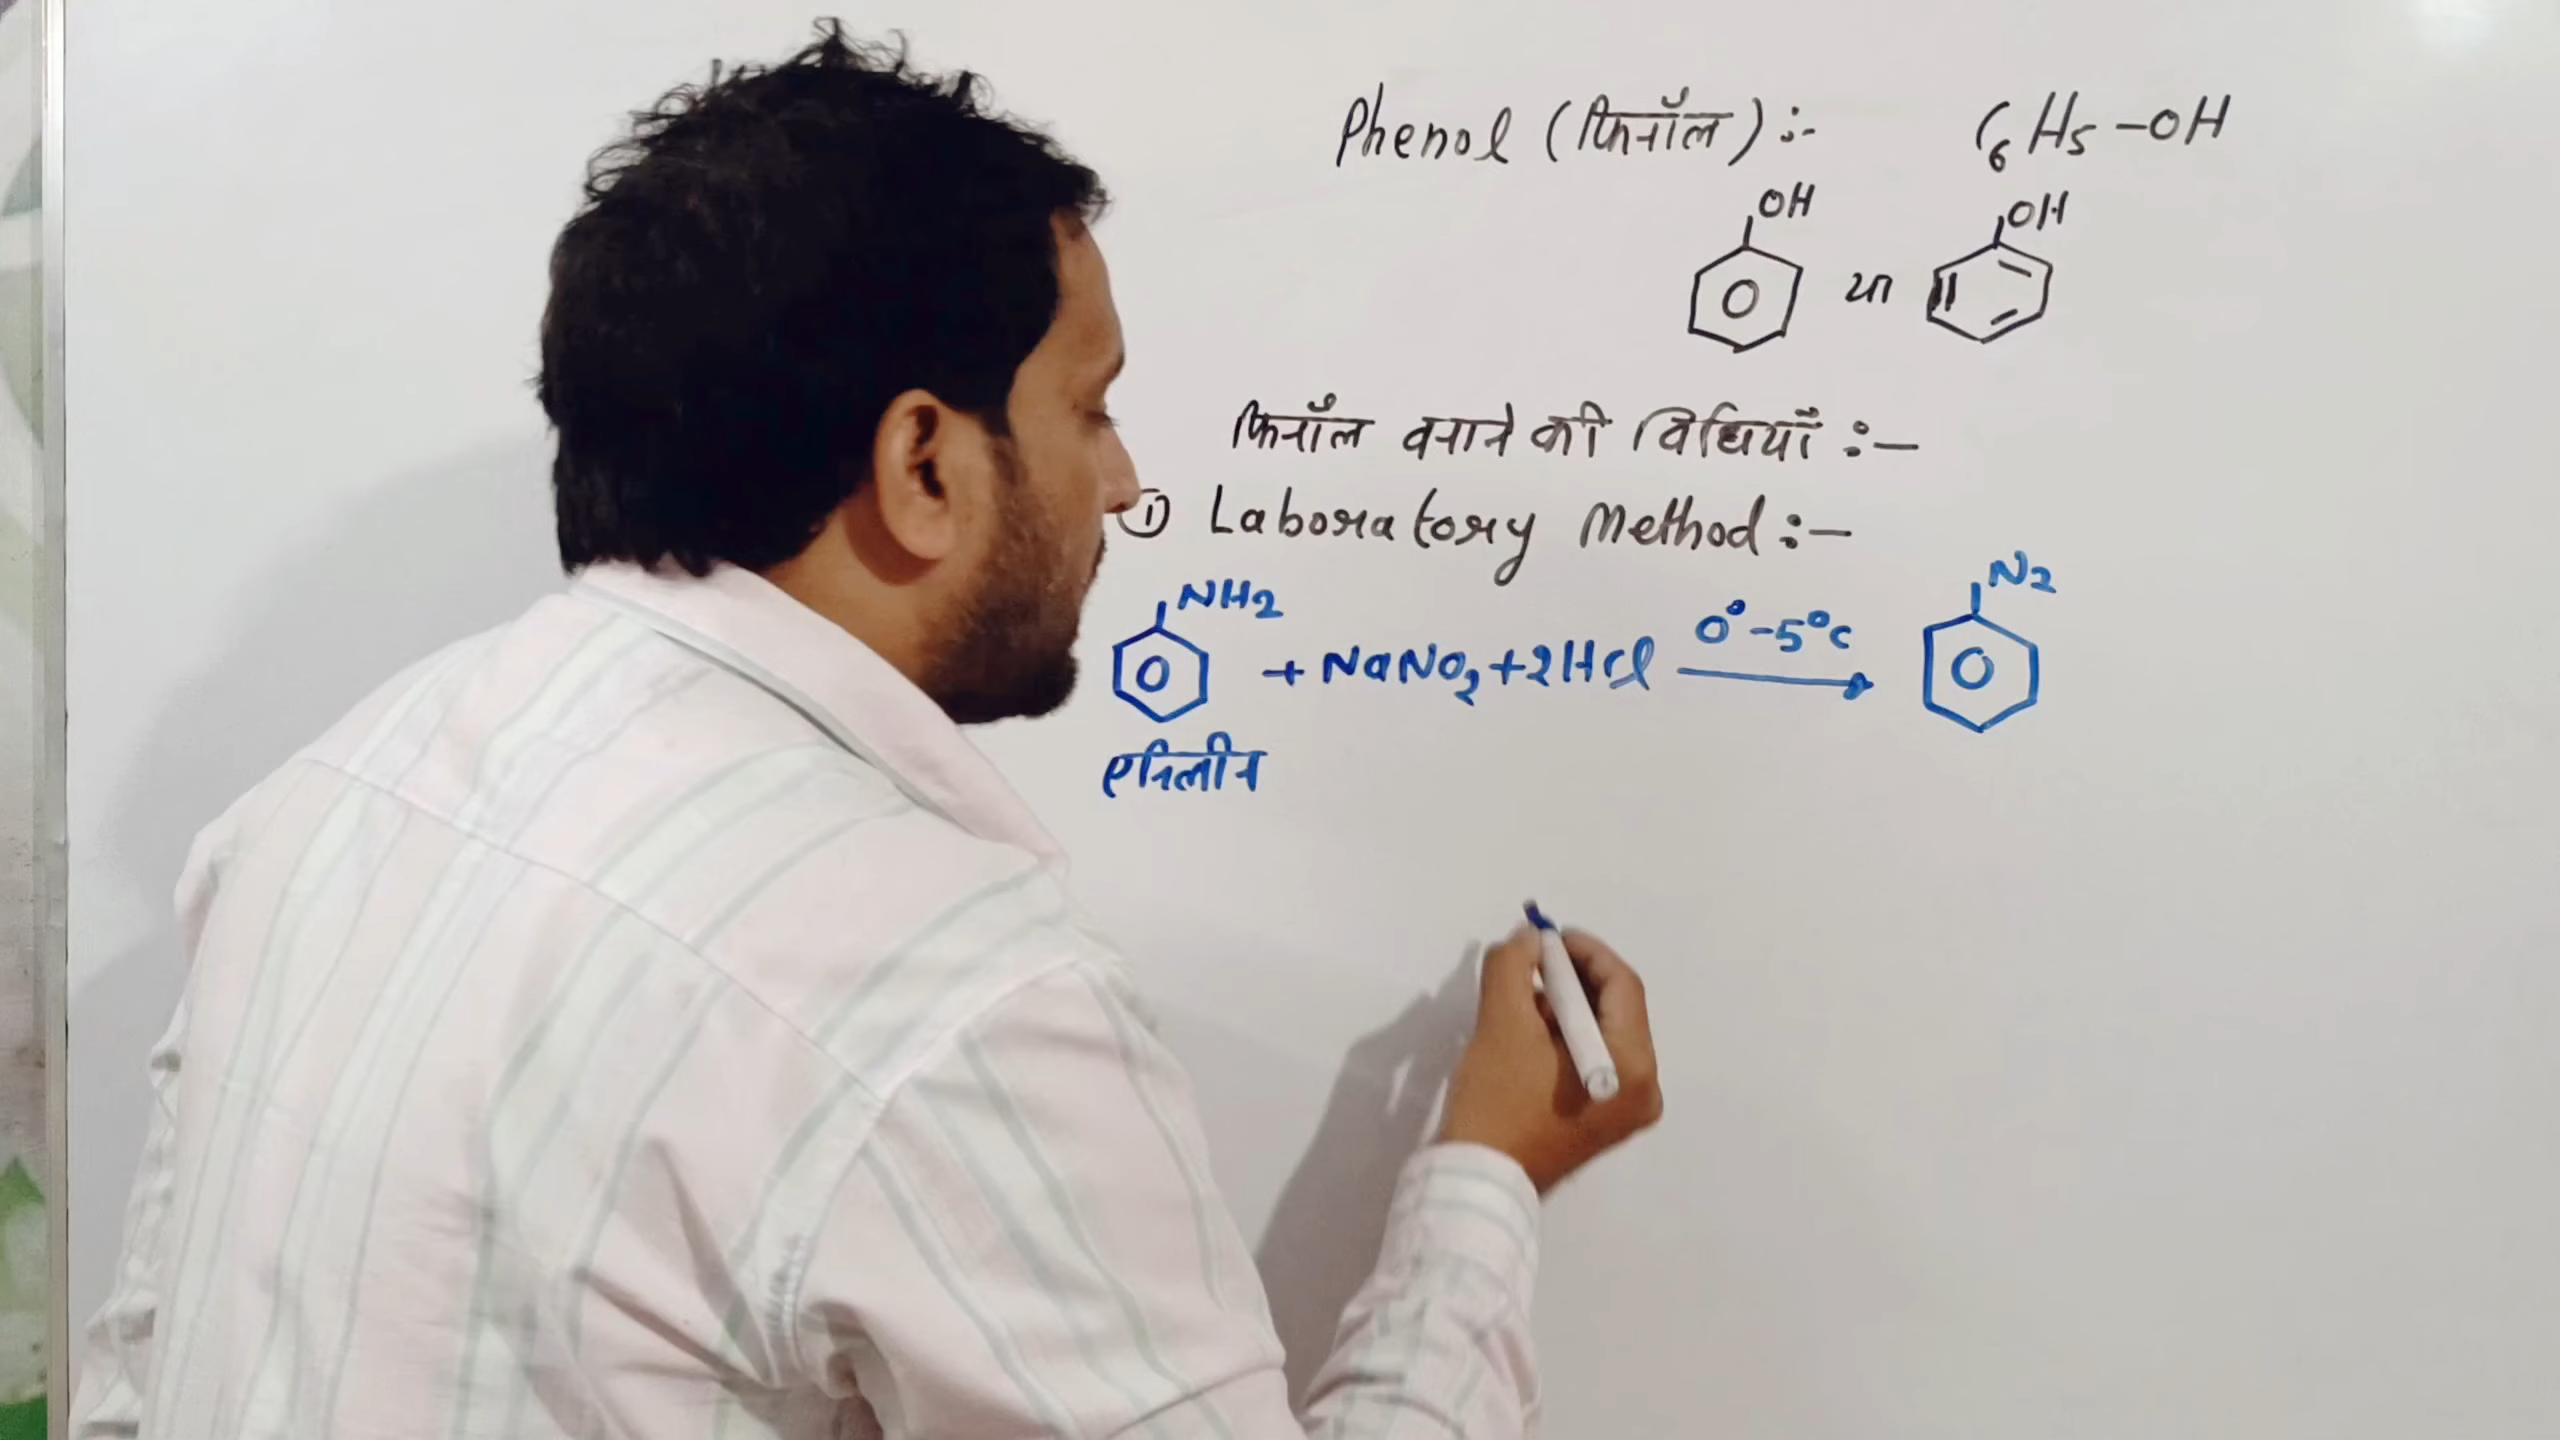 Phenol (फिनॉल) :- C6H5-OH
OH OH
या
फिनॉल बनाने की विधियाँ :-
① Laboratory Method :-
NH2 + NaNO2 + 2HCl 0°-5°c N2
एनिलीन